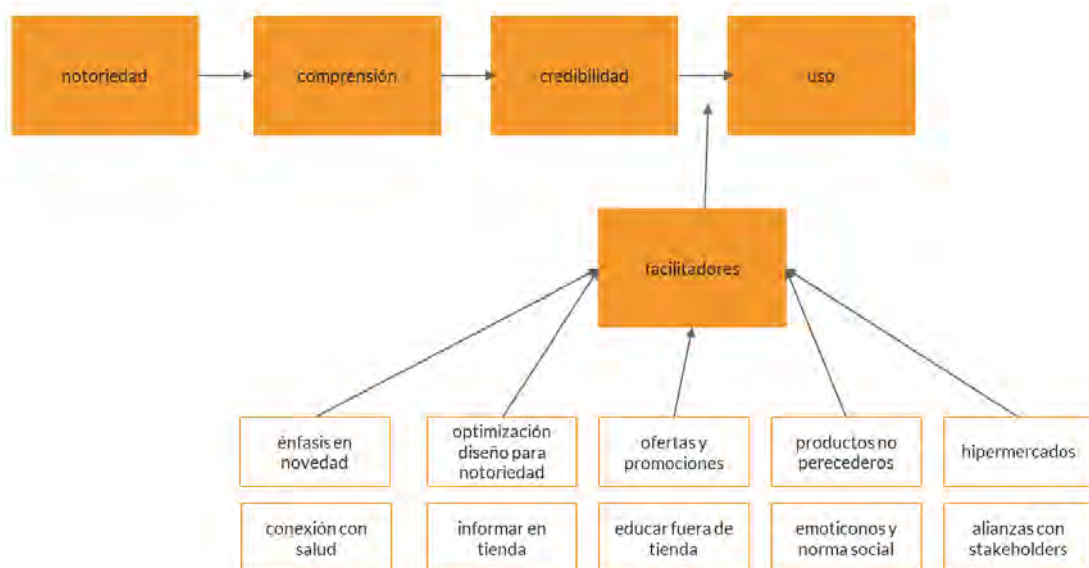 notoriedad
comprensión
credibilidad
uso
facilitadores
énfasis en
novedad
optimización
diseño para
notoriedad
ofertas y
promociones
productos no
perecederos
hipermercados
conexión con
salud
informar en
tienda
educar fuera de
tienda
emoticonos y
norma social
alianzas con
stakeholders